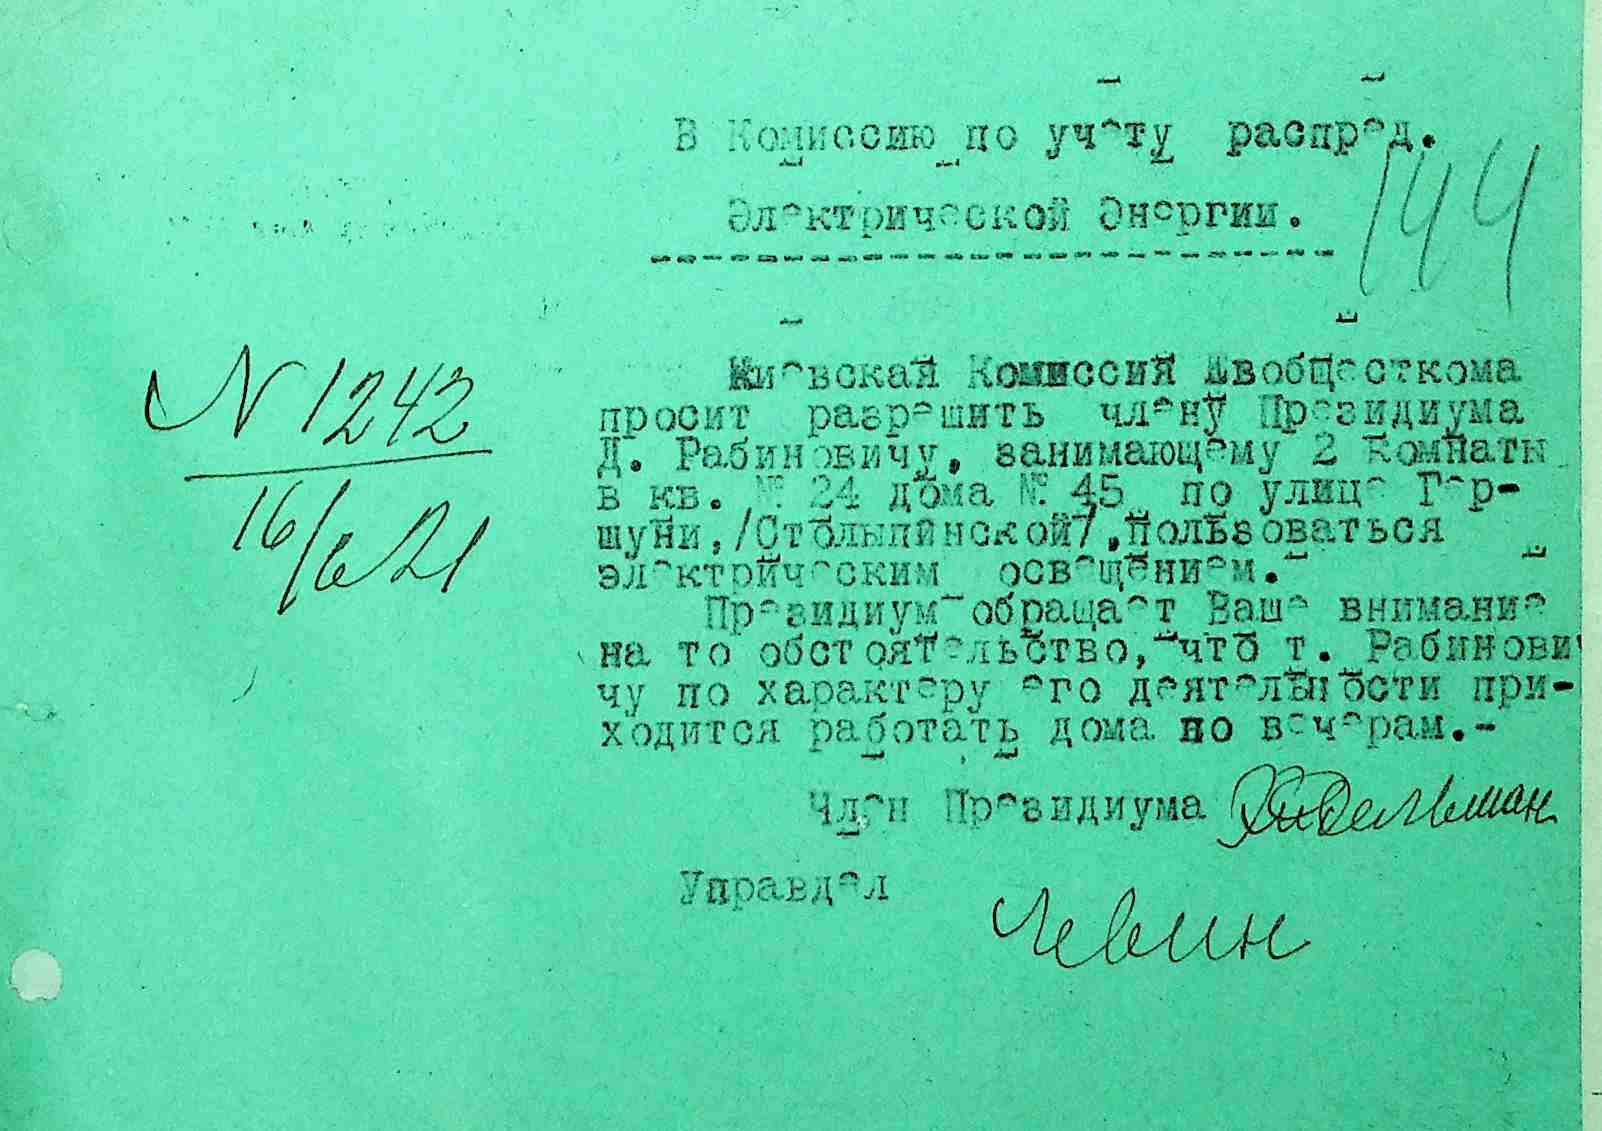 В Комиссию по учету распред.
Электрической Энергии.
144
№ 1242
16/6 21
Киевская Комиссия Евобщесткома
просит разрешить члену Президиума
Д. Рабиновичу, занимающему 2 комнаты
в кв. № 24 дома № 45 по улице Гер-
шуни, /Столыпинской/, пользоваться
электрическим освещением.-
Президиум обращает Ваше внимание
на то обстоятельство, что т. Рабинови
чу по характеру его деятельности при-
ходится работать дома по вечерам.-
Член Президиума
Управдел